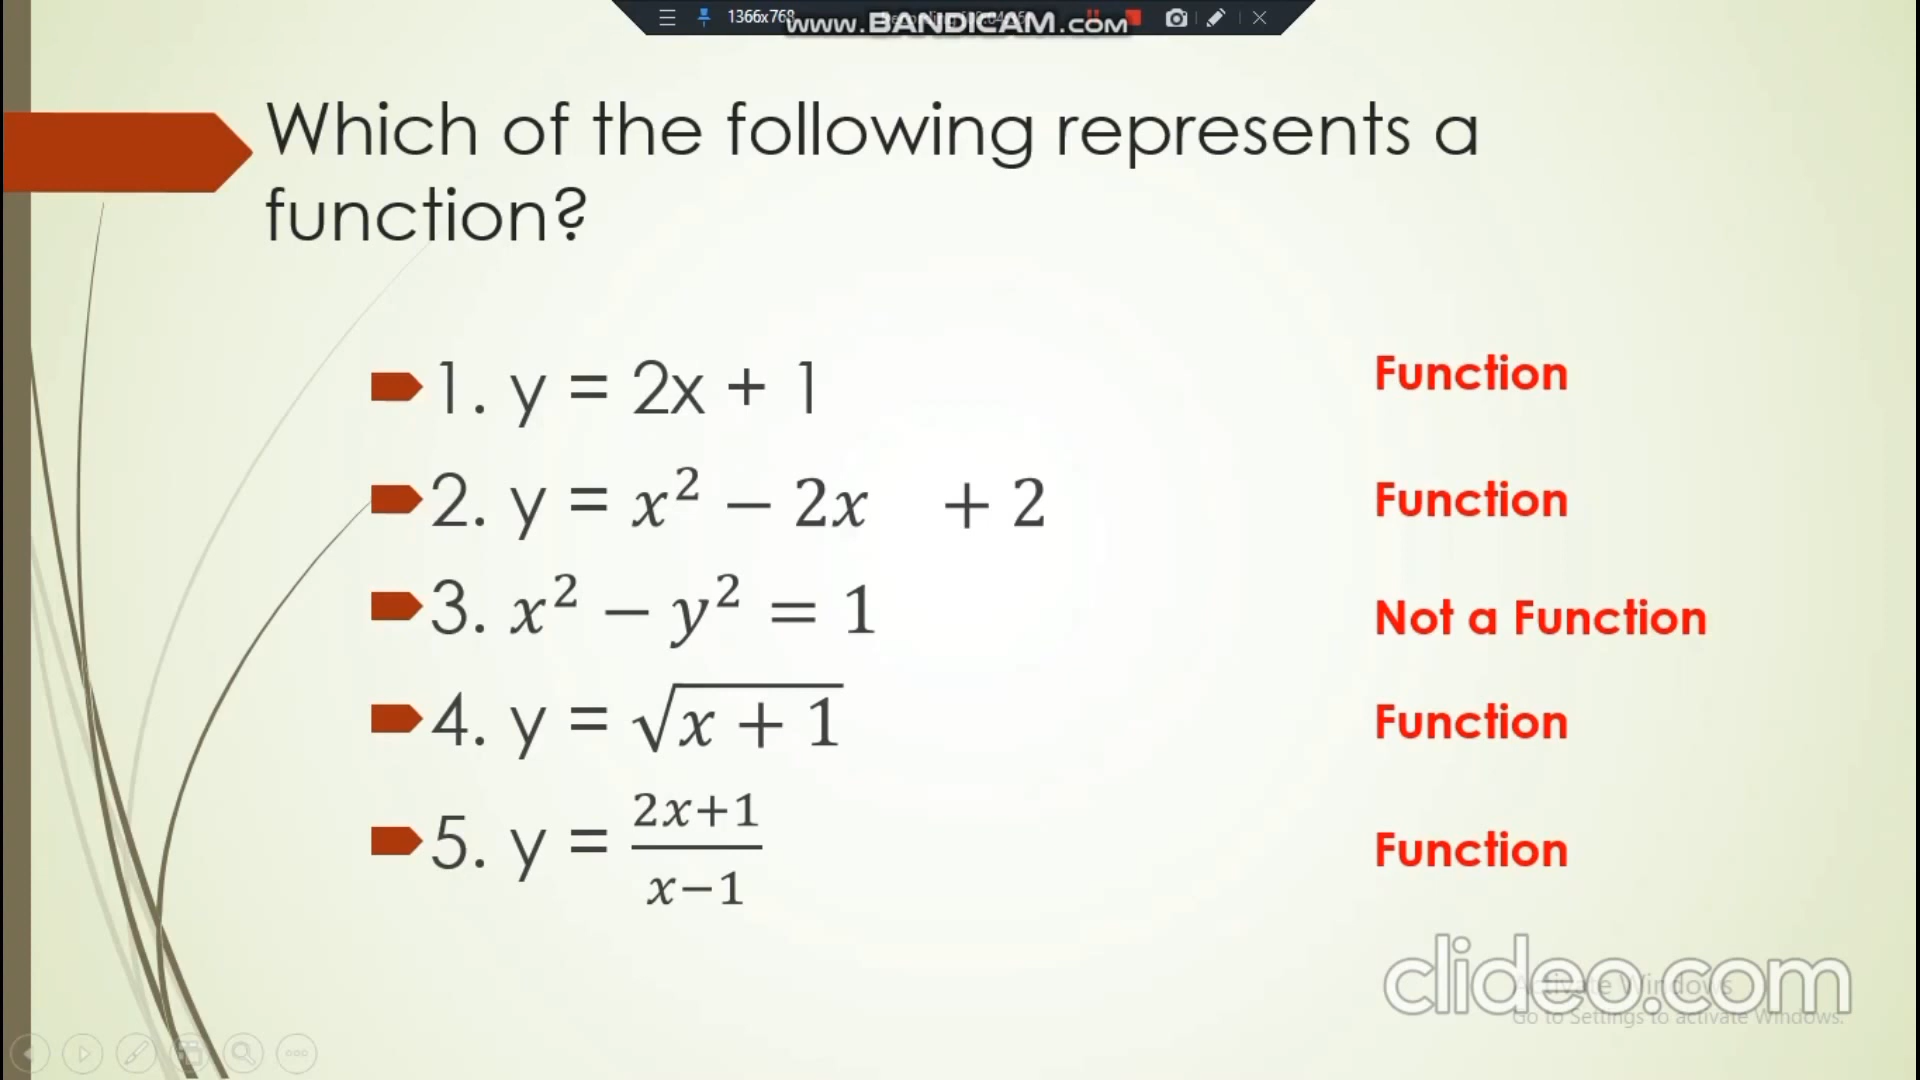 1366x768
www.BANDICAM.com
Which of the following represents a
function?
1. y = 2x + 1
Function
2. y = x² − 2x + 2
Function
3. x² − y² = 1
Not a Function
4. y = √(x + 1)
Function
5. y = (2x+1)/(x−1)
Function
clideo.com
Activate Windows
Go to Settings to activate Windows.